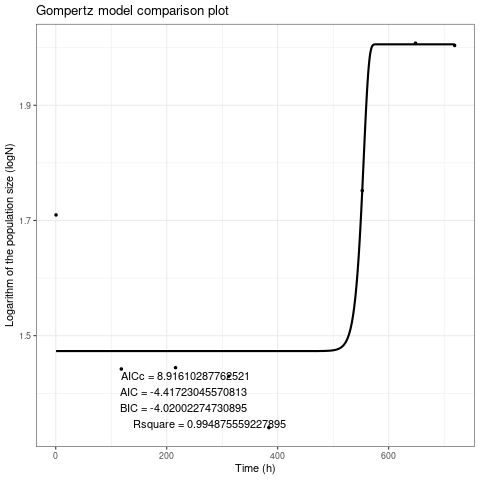 Gompertz model comparison plot
Logarithm of the population size (logN)
1.9
1.7
1.5
AICc = 8.91610287762521
AIC = -4.41723045570813
BIC = -4.02002274730895
Rsquare = 0.994875559227895
0 200 400 600
Time (h)